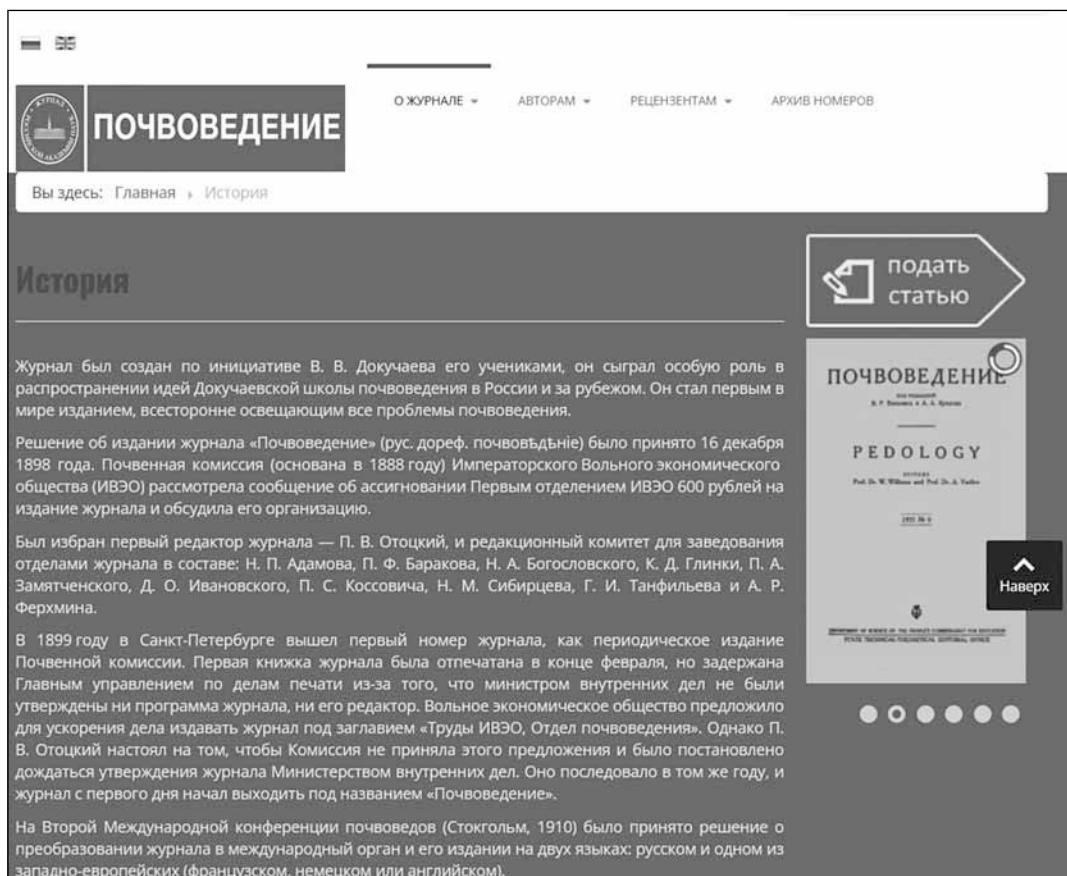 О ЖУРНАЛЕ
АВТОРАМ
РЕЦЕНЗЕНТАМ
АРХИВ НОМЕРОВ
ПОЧВОВЕДЕНИЕ
Вы здесь: Главная История
История
подать
статью
Журнал был создан по инициативе В. В. Докучаева его учениками, он сыграл особую роль в
распространении идей Докучаевской школы почвоведения в России и за рубежом. Он стал первым в
мире изданием, всесторонне освещающим все проблемы почвоведения.
Решение об издании журнала «Почвоведение» (рус. дореф. почвовѣдѣніе) было принято 16 декабря
1898 года. Почвенная комиссия (основана в 1888 году) Императорского Вольного экономического
общества (ИВЭО) рассмотрела сообщение об ассигновании Первым отделением ИВЭО 600 рублей на
издание журнала и обсудила его организацию.
Был избран первый редактор журнала — П. В. Отоцкий, и редакционный комитет для заведования
отделами журнала в составе: Н. П. Адамова, П. Ф. Баракова, Н. А. Богословского, К. Д. Глинки, П. А.
Замятченского, Д. О. Ивановского, П. С. Коссовича, Н. М. Сибирцева, Г. И. Танфильева и А. Р.
Ферхмина.
В 1899 году в Санкт-Петербурге вышел первый номер журнала, как периодическое издание
Почвенной комиссии. Первая книжка журнала была отпечатана в конце февраля, но задержана
Главным управлением по делам печати из-за того, что министром внутренних дел не были
утверждены ни программа журнала, ни его редактор. Вольное экономическое общество предложило
для ускорения дела издавать журнал под заглавием «Труды ИВЭО, Отдел почвоведения». Однако П.
В. Отоцкий настоял на том, чтобы Комиссия не приняла этого предложения и было постановлено
дождаться утверждения журнала Министерством внутренних дел. Оно последовало в том же году, и
журнал с первого дня начал выходить под названием «Почвоведение».
На Второй Международной конференции почвоведов (Стокгольм, 1910) было принято решение о
преобразовании журнала в международный орган и его издании на двух языках: русском и одном из
западно-европейских (французском, немецком или английском).
ПОЧВОВЕДЕНИЕ
PEDOLOGY
Наверх